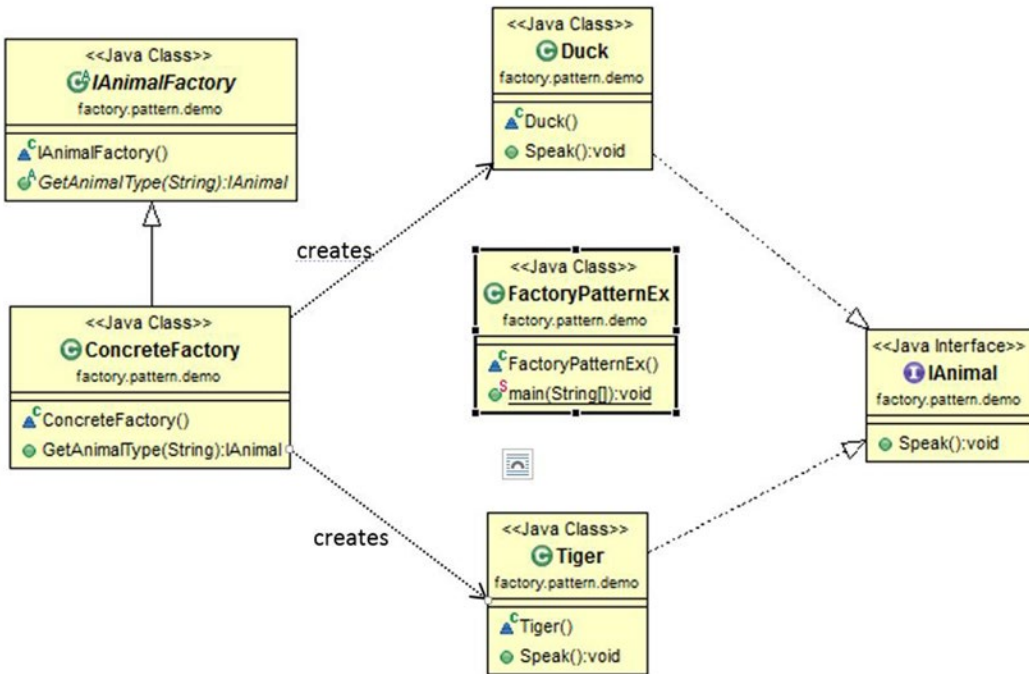 <<Java Class>>
IAnimalFactory
factory.pattern.demo
IAnimalFactory()
GetAnimalType(String):IAnimal
<<Java Class>>
Duck
factory.pattern.demo
Duck()
Speak():void
creates
<<Java Class>>
FactoryPatternEx
factory.pattern.demo
FactoryPatternEx()
main(String[]):void
<<Java Class>>
ConcreteFactory
factory.pattern.demo
ConcreteFactory()
GetAnimalType(String):IAnimal
<<Java Interface>>
IAnimal
factory.pattern.demo
Speak():void
creates
<<Java Class>>
Tiger
factory.pattern.demo
Tiger()
Speak():void